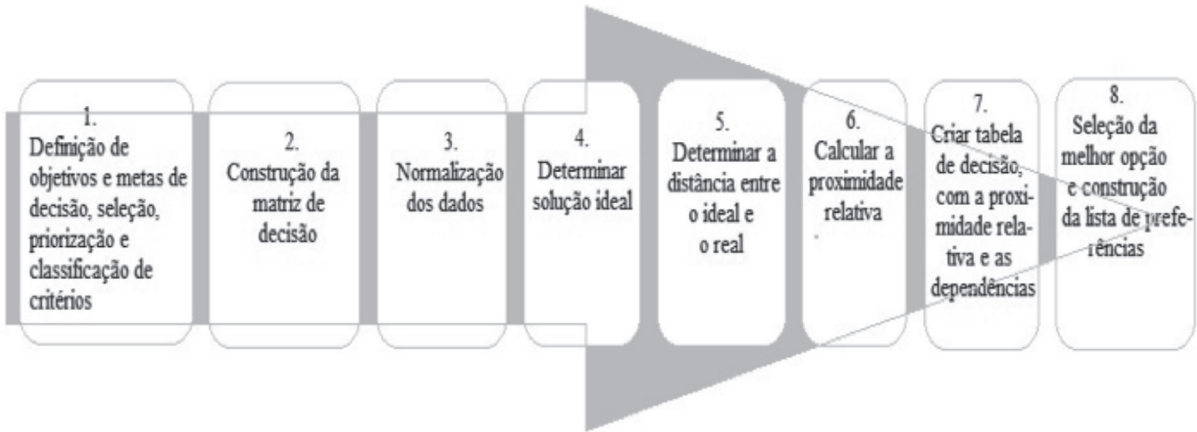 1.
Definição de
objetivos e metas de
decisão, seleção,
priorização e
classificação de
critérios
2.
Construção da
matriz de
decisão
3.
Normalização
dos dados
4.
Determinar
solução ideal
5.
Determinar a
distância entre
o ideal e
o real
6.
Calcular a
proximidade
relativa
7.
Criar tabela
de decisão,
com a proxi-
midade rela-
tiva e as
dependências
8.
Seleção da
melhor opção
e construção
da lista de prefe-
rências